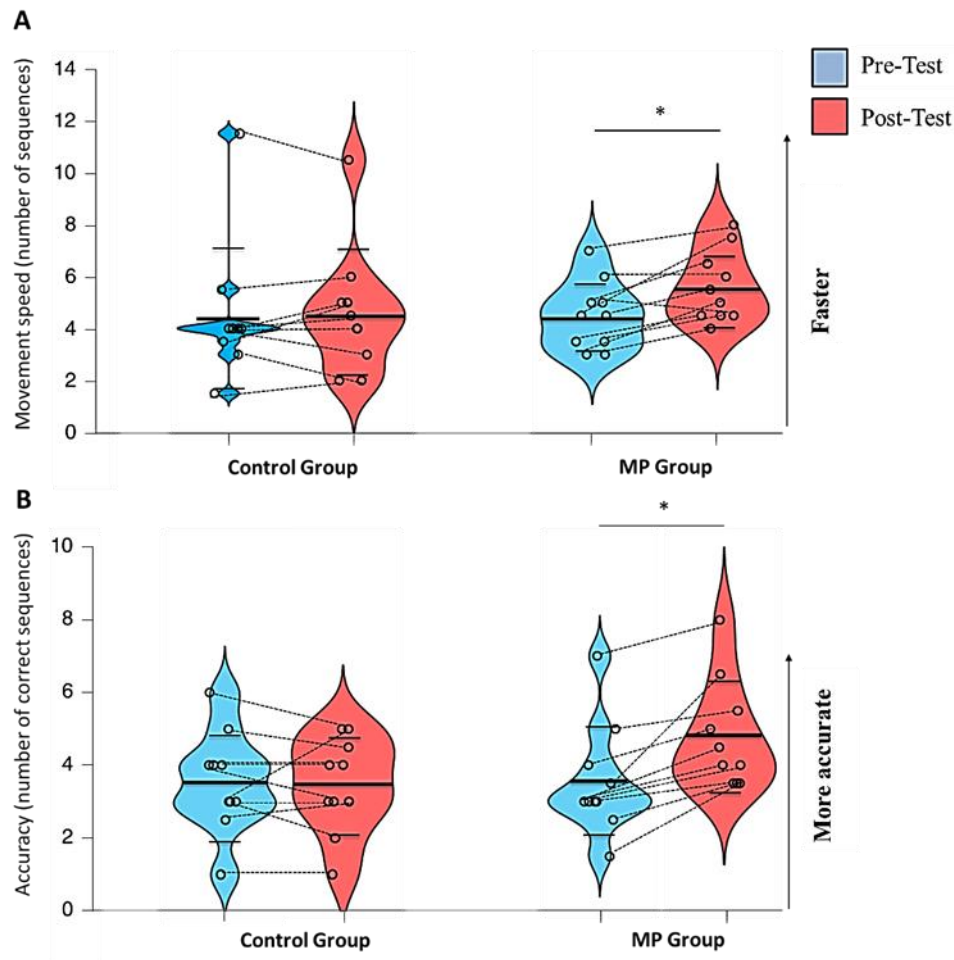 A
Pre-Test
Post-Test
Movement speed (number of sequences)
14
12
10
8
6
4
2
0
*
Faster
Control Group
MP Group
B
Accuracy (number of correct sequences)
10
8
6
4
2
0
*
More accurate
Control Group
MP Group